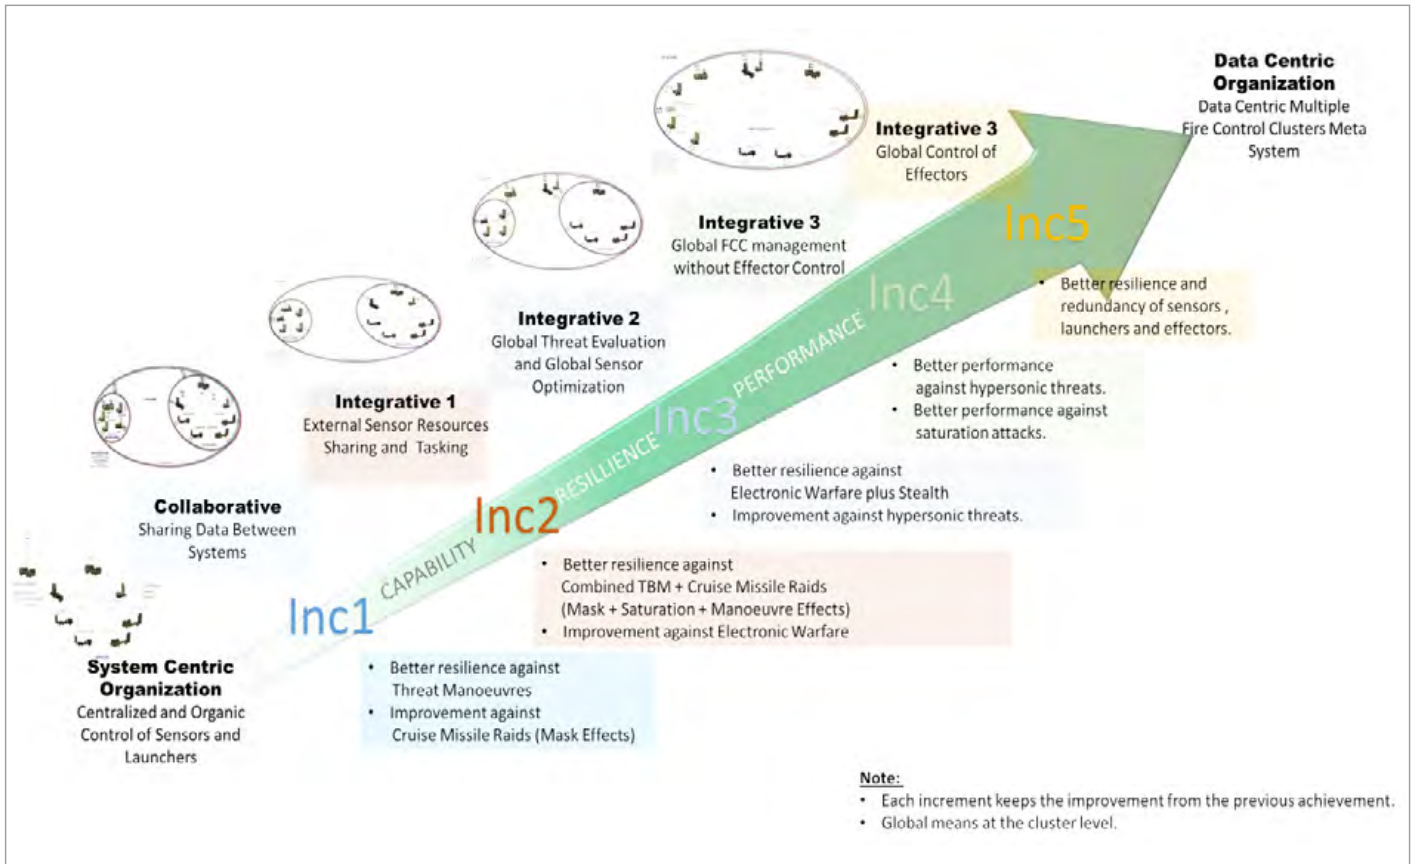 Data Centric
Organization
Data Centric Multiple
Fire Control Clusters Meta
System
Integrative 3
Global Control of
Effectors
Inc5
Integrative 3
Global FCC management
without Effector Control
Inc4
• Better resilience and
redundancy of sensors ,
launchers and effectors.
Integrative 2
Global Threat Evaluation
and Global Sensor
Optimization
PERFORMANCE
Inc3
• Better performance
against hypersonic threats.
• Better performance against
saturation attacks.
Integrative 1
External Sensor Resources
Sharing and Tasking
RESILLIENCE
Inc2
• Better resilience against
Electronic Warfare plus Stealth
• Improvement against hypersonic threats.
Collaborative
Sharing Data Between
Systems
CAPABILITY
Inc1
• Better resilience against
Combined TBM + Cruise Missile Raids
(Mask + Saturation + Manoeuvre Effects)
• Improvement against Electronic Warfare
System Centric
Organization
Centralized and Organic
Control of Sensors and
Launchers
• Better resilience against
Threat Manoeuvres
• Improvement against
Cruise Missile Raids (Mask Effects)
Note:
• Each increment keeps the improvement from the previous achievement.
• Global means at the cluster level.